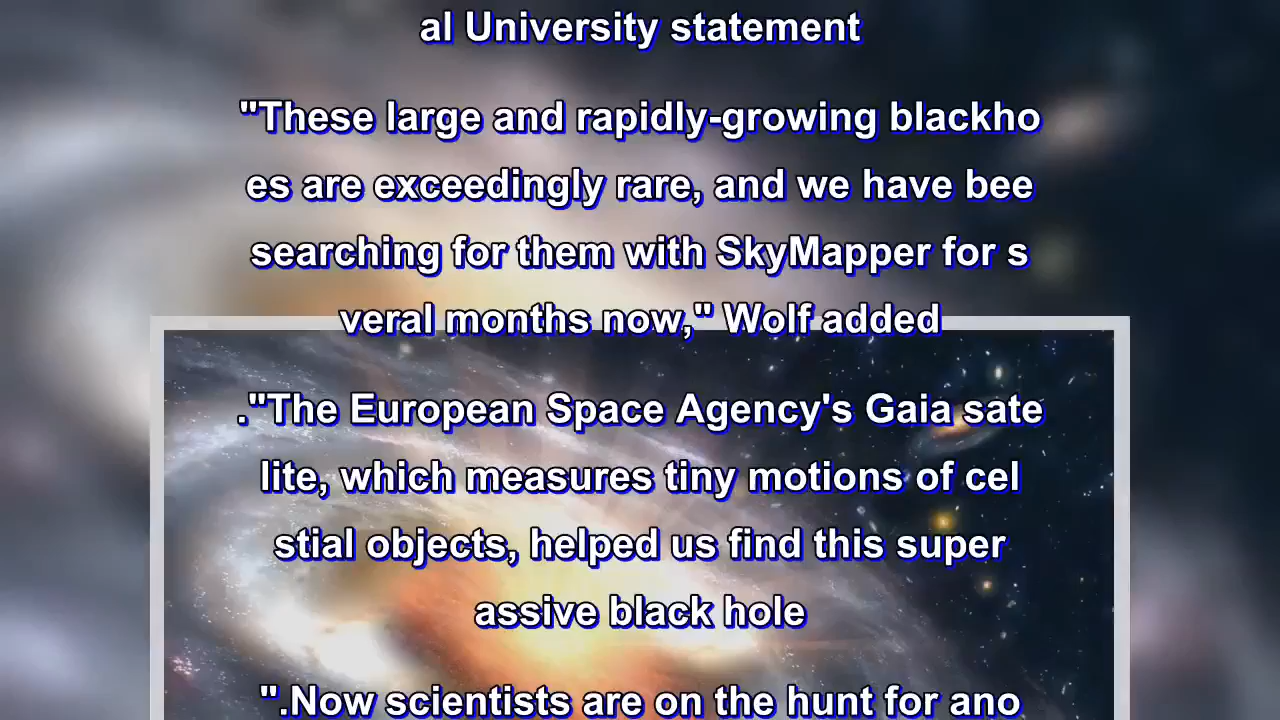 al University statement
"These large and rapidly-growing blackho
es are exceedingly rare, and we have bee
searching for them with SkyMapper for s
veral months now," Wolf added
."The European Space Agency's Gaia sate
lite, which measures tiny motions of cel
stial objects, helped us find this super
assive black hole
".Now scientists are on the hunt for ano